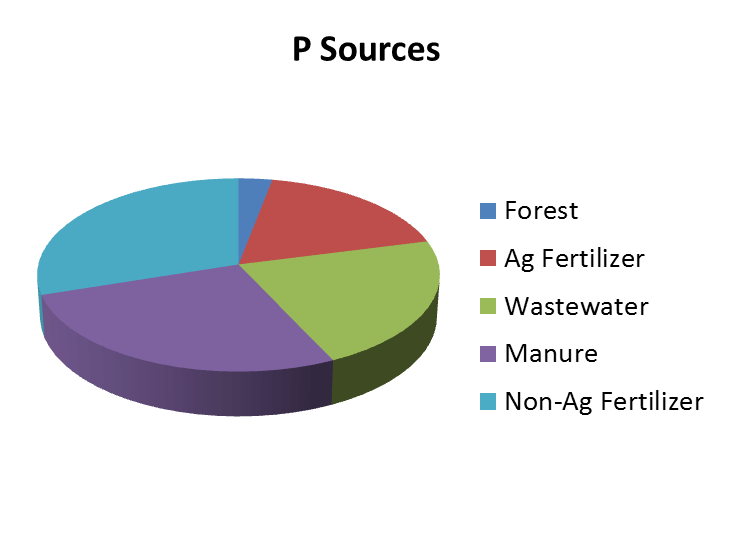 P Sources
Forest
Ag Fertilizer
Wastewater
Manure
Non-Ag Fertilizer